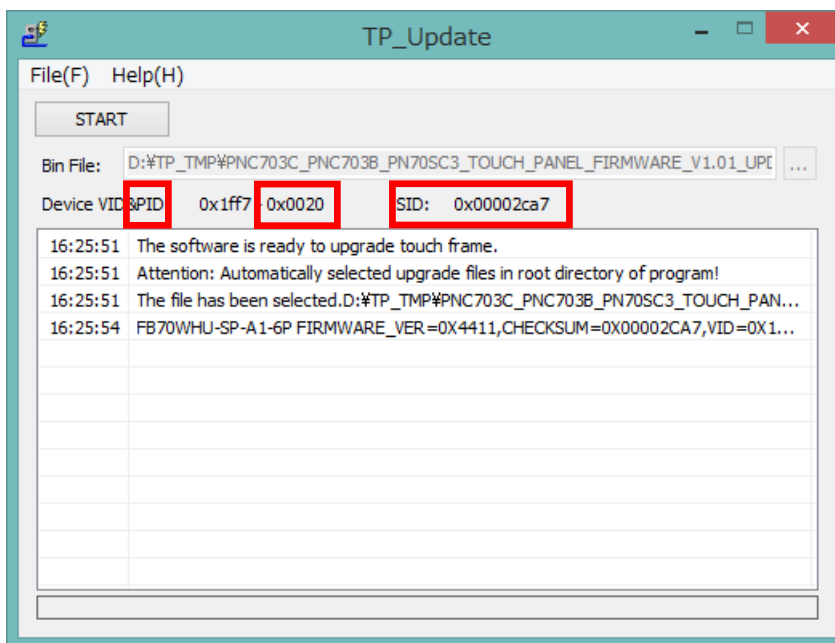 TP_Update
File(F) Help(H)
START
Bin File: D:¥TP_TMP¥PNC703C_PNC703B_PN70SC3_TOUCH_PANEL_FIRMWARE_V1.01_UPD ...
Device VID&PID 0x1ff7 - 0x0020 SID: 0x00002ca7
16:25:51 The software is ready to upgrade touch frame.
16:25:51 Attention: Automatically selected upgrade files in root directory of program!
16:25:51 The file has been selected.D:¥TP_TMP¥PNC703C_PNC703B_PN70SC3_TOUCH_PAN...
16:25:54 FB70WHU-SP-A1-6P FIRMWARE_VER=0X4411,CHECKSUM=0X00002CA7,VID=0X1...